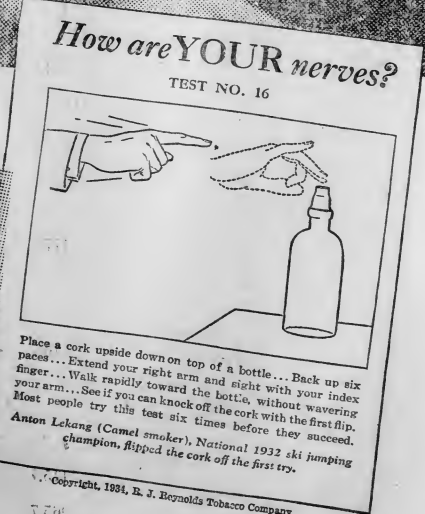 How are YOUR nerves?
TEST NO. 16
Place a cork upside down on top of a bottle... Back up six
paces... Extend your right arm and sight with your index
finger... Walk rapidly toward the bottle, without wavering
your arm... See if you can knock off the cork with the first flip.
Most people try this test six times before they succeed.
Anton Lekang (Camel smoker), National 1932 ski jumping
champion, flipped the cork off the first try.
Copyright, 1934, R. J. Reynolds Tobacco Company